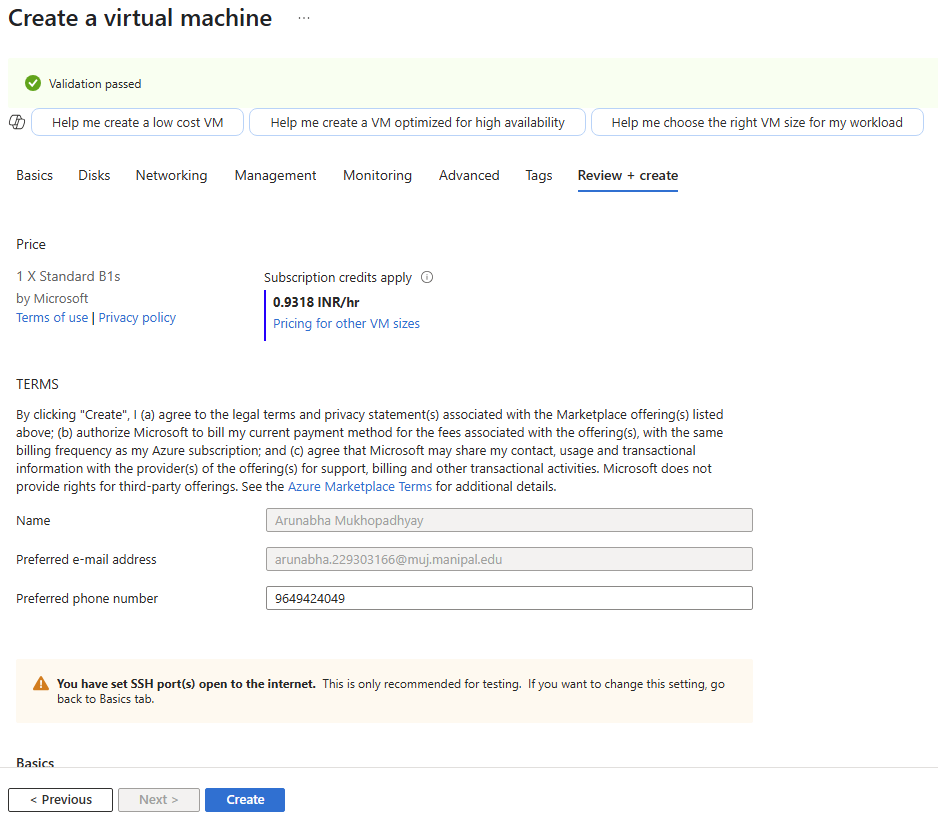 Create a virtual machine ...
Validation passed
Help me create a low cost VM
Help me create a VM optimized for high availability
Help me choose the right VM size for my workload
Basics Disks Networking Management Monitoring Advanced Tags Review + create
Price
1 X Standard B1s
by Microsoft
Terms of use | Privacy policy
Subscription credits apply
0.9318 INR/hr
Pricing for other VM sizes
TERMS
By clicking "Create", I (a) agree to the legal terms and privacy statement(s) associated with the Marketplace offering(s) listed
above; (b) authorize Microsoft to bill my current payment method for the fees associated with the offering(s), with the same
billing frequency as my Azure subscription; and (c) agree that Microsoft may share my contact, usage and transactional
information with the provider(s) of the offering(s) for support, billing and other transactional activities. Microsoft does not
provide rights for third-party offerings. See the Azure Marketplace Terms for additional details.
Name
Arunabha Mukhopadhyay
Preferred e-mail address
arunabha.229303166@muj.manipal.edu
Preferred phone number
9649424049
You have set SSH port(s) open to the internet. This is only recommended for testing. If you want to change this setting, go
back to Basics tab.
Basics
< Previous
Next >
Create